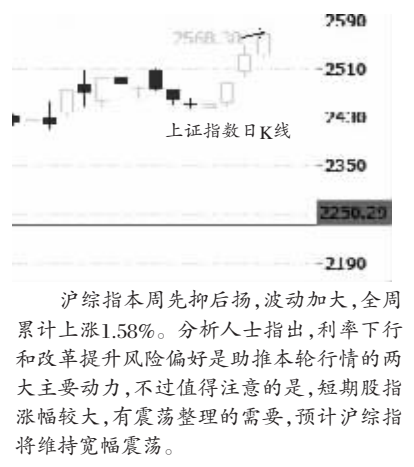 2590
2568.30
2510
2430
上证指数日K线
2350
2250.29
2190
沪综指本周先抑后扬,波动加大,全周
累计上涨1.58%。分析人士指出,利率下行
和改革提升风险偏好是助推本轮行情的两
大主要动力,不过值得注意的是,短期股指
涨幅较大,有震荡整理的需要,预计沪综指
将维持宽幅震荡。